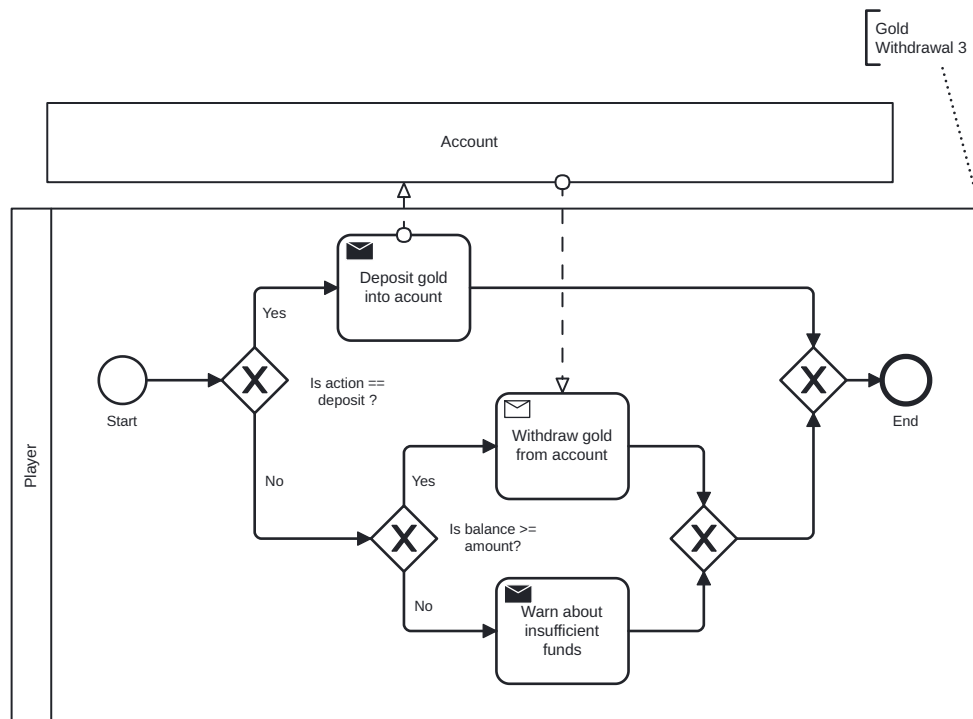 Gold
Withdrawal 3
Account
Deposit gold
into acount
Yes
Is action ==
deposit ?
Start
End
Player
Withdraw gold
from account
No
Yes
Is balance >=
amount?
No
Warn about
insufficient
funds